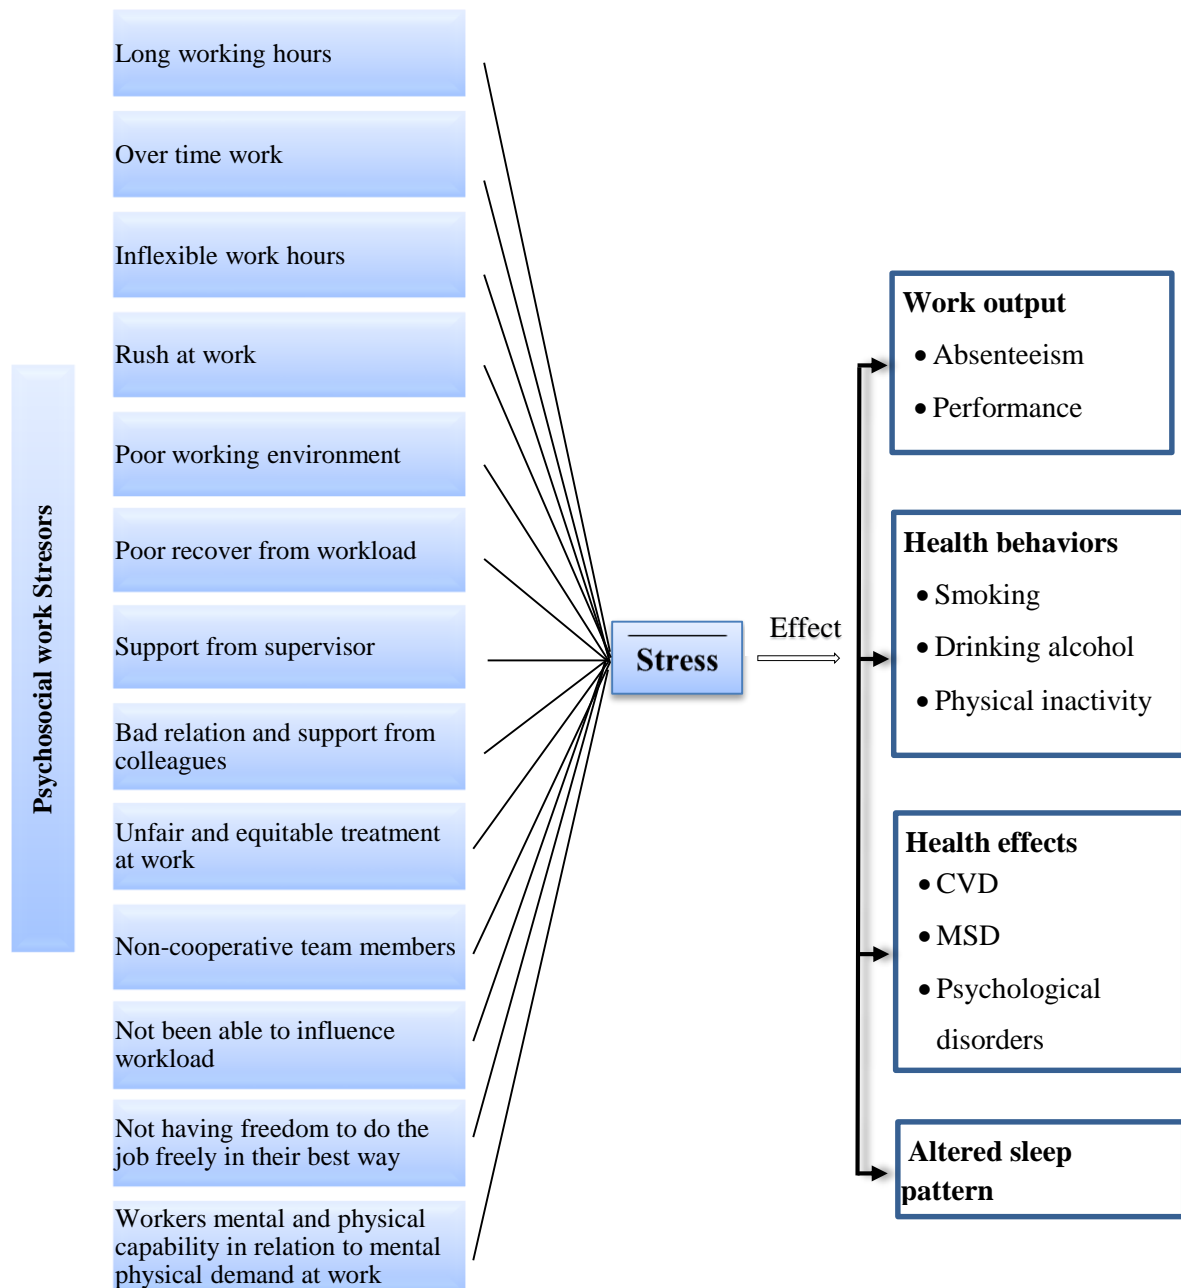 Psychosocial work Stresors
Long working hours
Over time work
Inflexible work hours
Rush at work
Poor working environment
Poor recover from workload
Support from supervisor
Bad relation and support from
colleagues
Unfair and equitable treatment
at work
Non-cooperative team members
Not been able to influence
workload
Not having freedom to do the
job freely in their best way
Workers mental and physical
capability in relation to mental
physical demand at work
Stress
Effect
Work output
• Absenteeism
• Performance
Health behaviors
• Smoking
• Drinking alcohol
• Physical inactivity
Health effects
• CVD
• MSD
• Psychological
disorders
Altered sleep
pattern